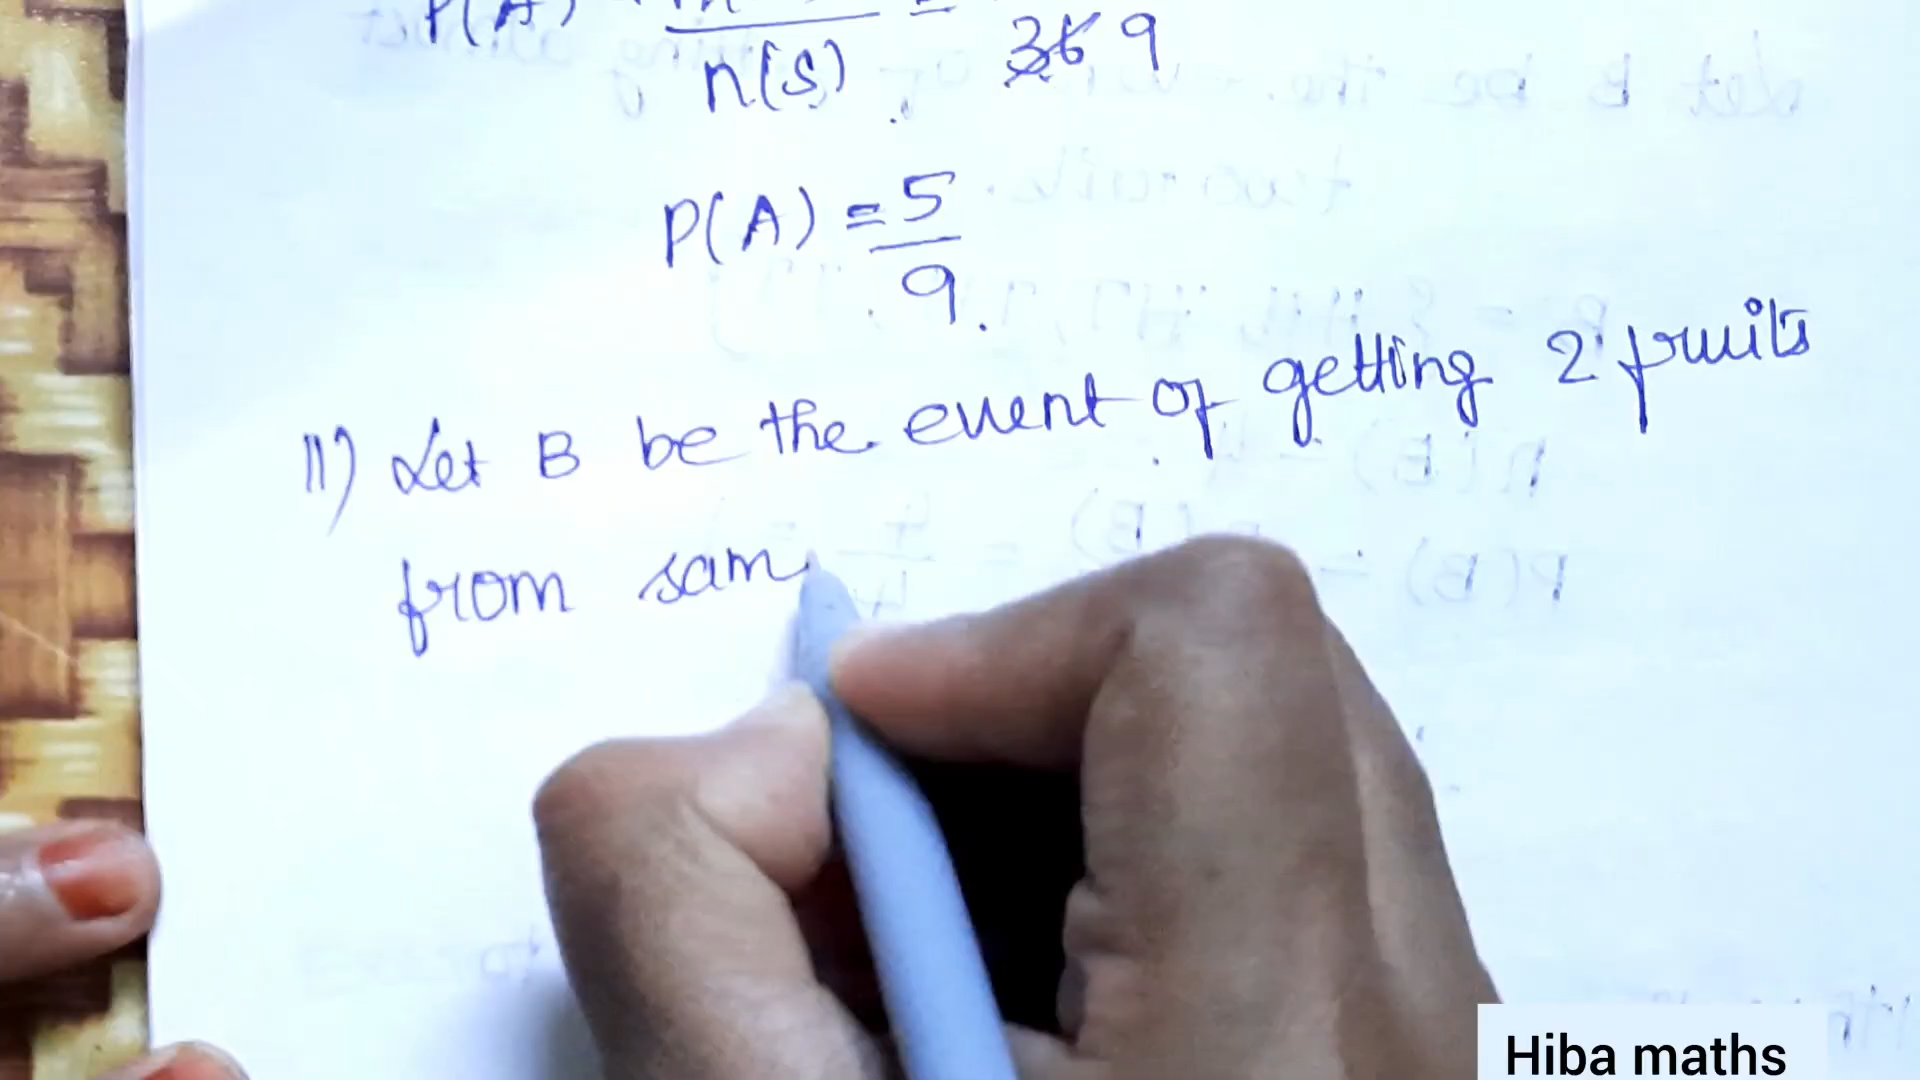 P(A) =
n(S) 36 9
P(A) = 5
9.
II) Let B be the event of getting 2 fruits
from sam
Hiba maths